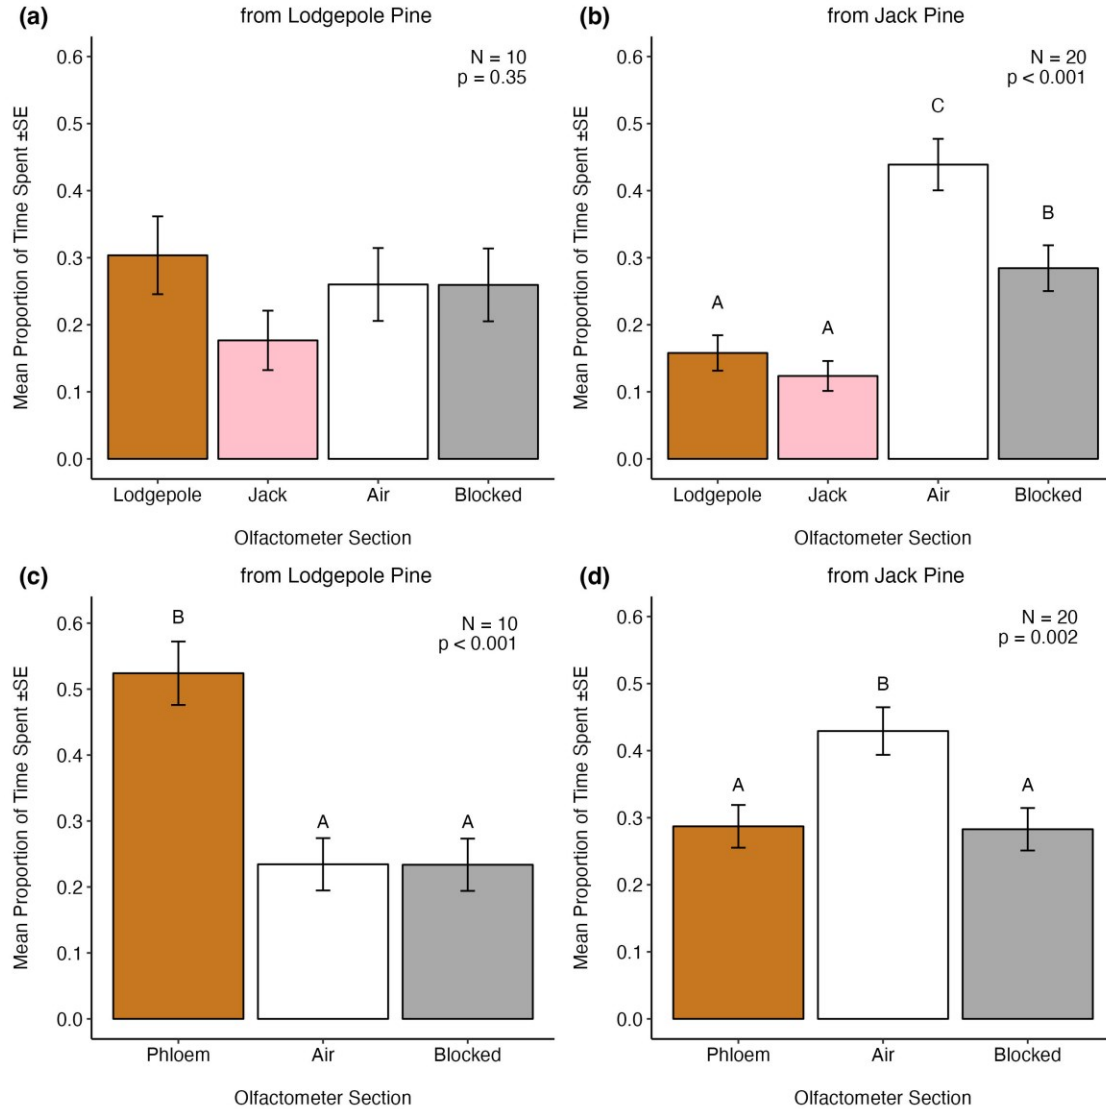 (a)
from Lodgepole Pine
N = 10
p = 0.35
Mean Proportion of Time Spent ±SE
0.6
0.5
0.4
0.3
0.2
0.1
0.0
Lodgepole Jack Air Blocked
Olfactometer Section
(b)
from Jack Pine
N = 20
p < 0.001
Mean Proportion of Time Spent ±SE
0.6
0.5
0.4
0.3
0.2
0.1
0.0
A A C B
Lodgepole Jack Air Blocked
Olfactometer Section
(c)
from Lodgepole Pine
N = 10
p < 0.001
Mean Proportion of Time Spent ±SE
0.6
0.5
0.4
0.3
0.2
0.1
0.0
B A A
Phloem Air Blocked
Olfactometer Section
(d)
from Jack Pine
N = 20
p = 0.002
Mean Proportion of Time Spent ±SE
0.6
0.5
0.4
0.3
0.2
0.1
0.0
A B A
Phloem Air Blocked
Olfactometer Section